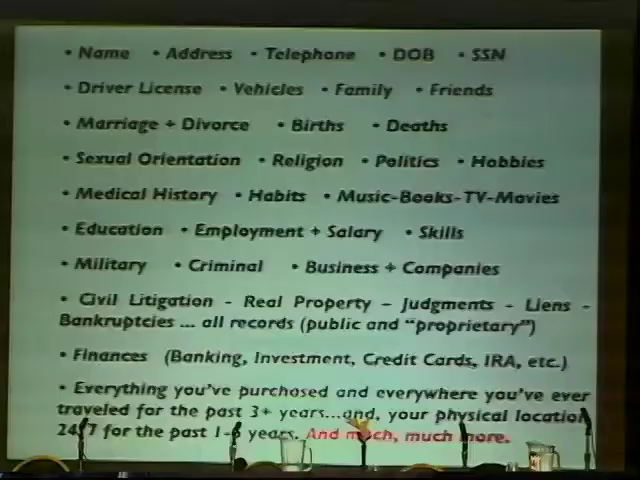 • Name • Address • Telephone • DOB • SSN
• Driver License • Vehicles • Family • Friends
• Marriage + Divorce • Births • Deaths
• Sexual Orientation • Religion • Politics • Hobbies
• Medical History • Habits • Music-Books-TV-Movies
• Education • Employment + Salary • Skills
• Military • Criminal • Business + Companies
• Civil Litigation - Real Property - Judgments - Liens -
Bankruptcies ... all records (public and "proprietary")
• Finances (Banking, Investment, Credit Cards, IRA, etc.)
• Everything you've purchased and everywhere you've ever
traveled for the past 3+ years...and, your physical location
24/7 for the past years. And much, much more.